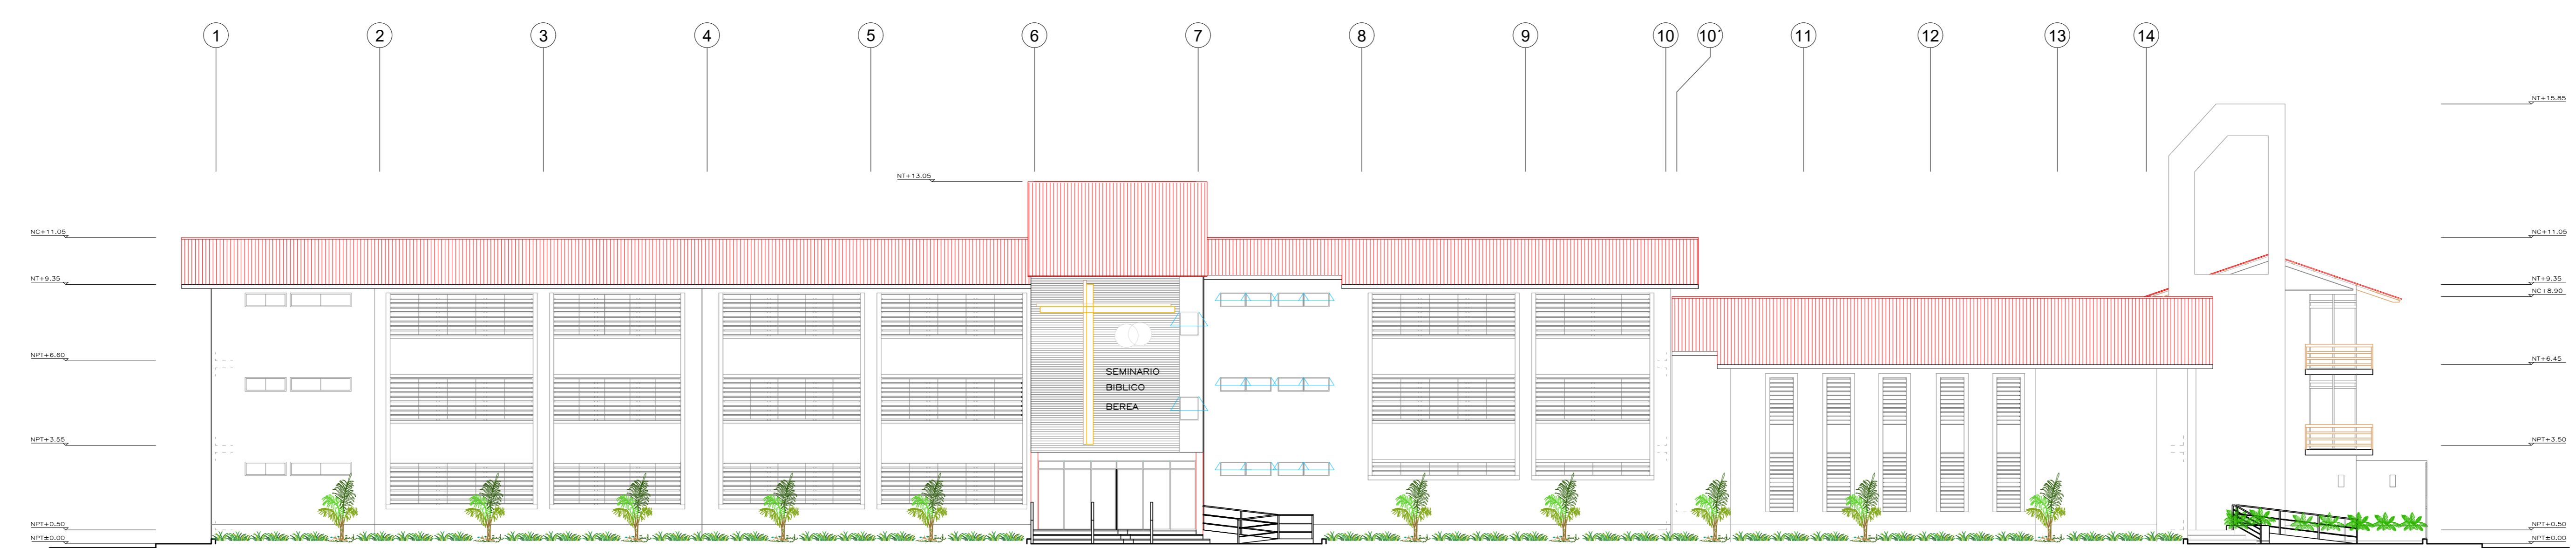 1 2 3 4 5 6 7 8 9 10 10´ 11 12 13 14
NT+15.85
NT+13.05
NC+11.05
NC+11.05
NT+9.35
NT+9.35
NC+8.90
NPT+6.60
NT+6.45
SEMINARIO
BIBLICO
BEREA
NPT+3.55
NPT+3.50
NPT+0.50
NPT+0.50
NPT±0.00
NPT±0.00